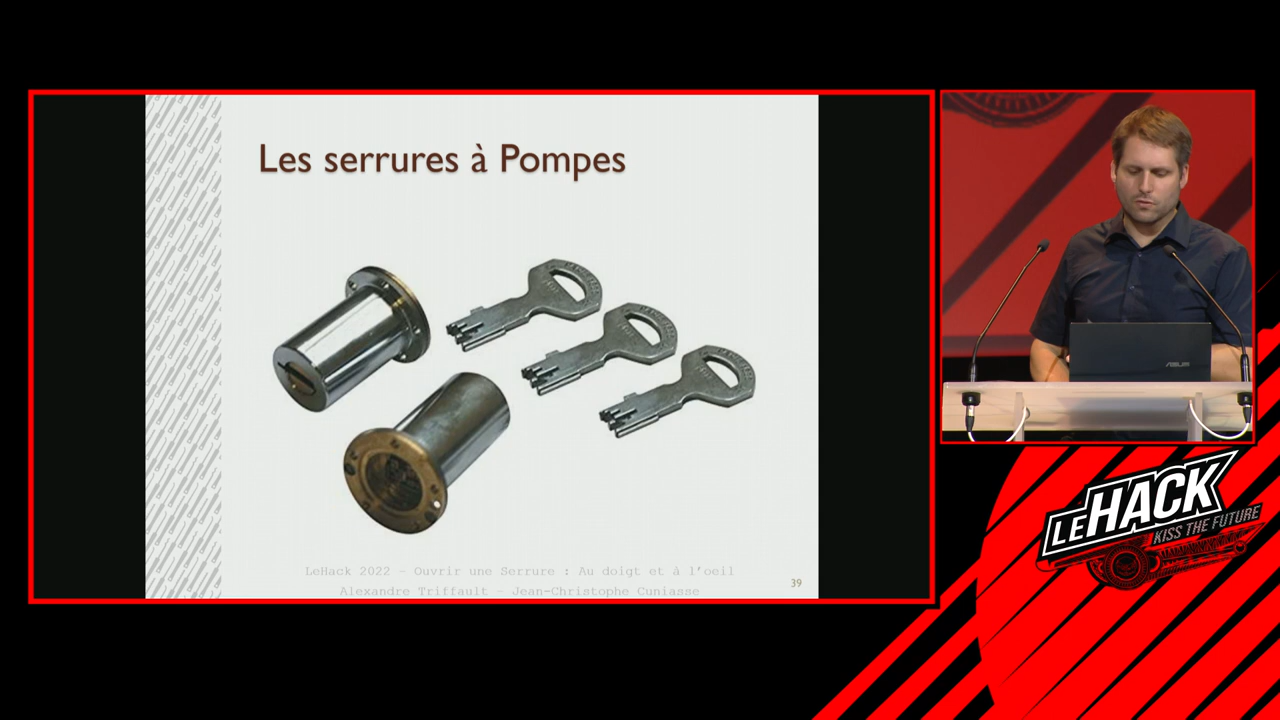 Les serrures à Pompes
LeHack 2022 - Ouvrir une Serrure : Au doigt et à l'oeil
Alexandre Triffault - Jean-Christophe Cuniasse
39
ASUS
LEHACK
KISS THE FUTURE